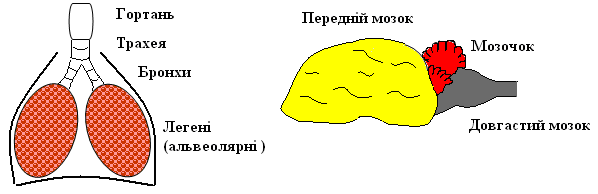 Гортань
Трахея
Бронхи
Легені
(альвеолярні )
Передній мозок
Мозочок
Довгастий мозок